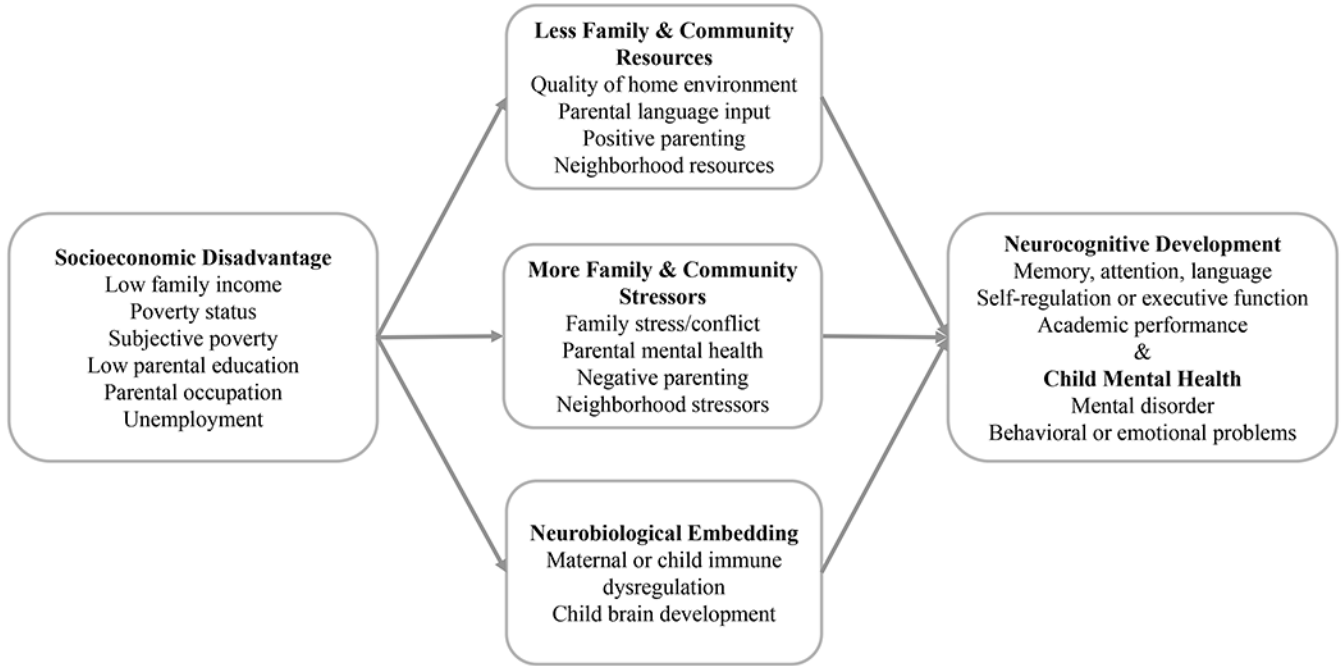 Socioeconomic Disadvantage
Low family income
Poverty status
Subjective poverty
Low parental education
Parental occupation
Unemployment
Less Family & Community
Resources
Quality of home environment
Parental language input
Positive parenting
Neighborhood resources
More Family & Community
Stressors
Family stress/conflict
Parental mental health
Negative parenting
Neighborhood stressors
Neurobiological Embedding
Maternal or child immune
dysregulation
Child brain development
Neurocognitive Development
Memory, attention, language
Self-regulation or executive function
Academic performance
&
Child Mental Health
Mental disorder
Behavioral or emotional problems